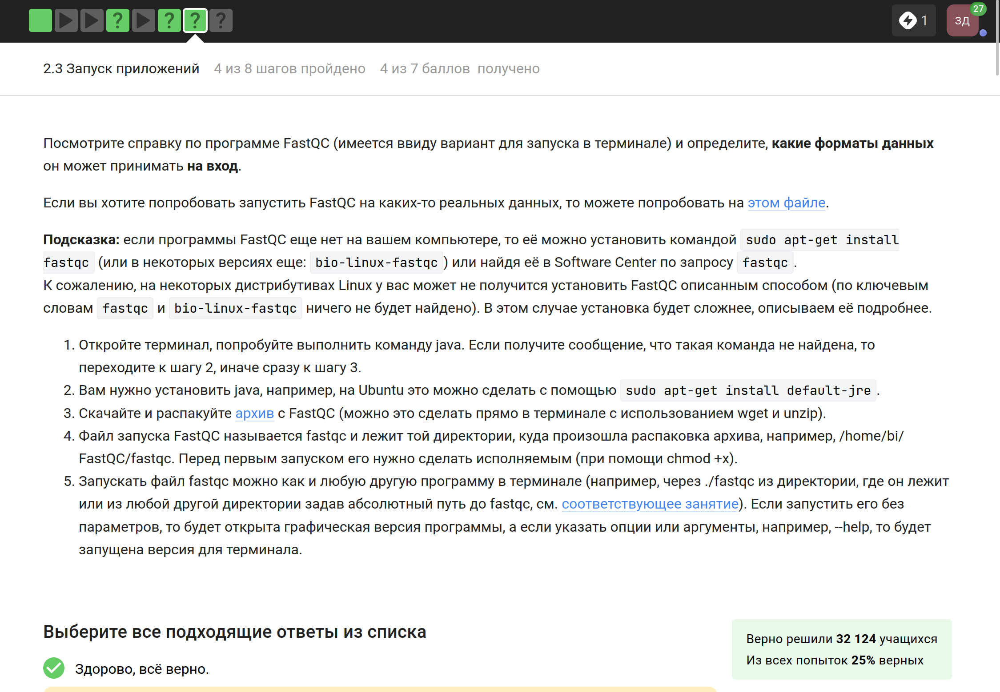 ? ? ? ?
1
ЗД
27
2.3 Запуск приложений 4 из 8 шагов пройдено 4 из 7 баллов получено
Посмотрите справку по программе FastQC (имеется ввиду вариант для запуска в терминале) и определите, какие форматы данных
он может принимать на вход.
Если вы хотите попробовать запустить FastQC на каких-то реальных данных, то можете попробовать на этом файле.
Подсказка: если программы FastQC еще нет на вашем компьютере, то её можно установить командой sudo apt-get install
fastqc (или в некоторых версиях еще: bio-linux-fastqc) или найдя её в Software Center по запросу fastqc.
К сожалению, на некоторых дистрибутивах Linux у вас может не получится установить FastQC описанным способом (по ключевым
словам fastqc и bio-linux-fastqc ничего не будет найдено). В этом случае установка будет сложнее, описываем её подробнее.
1. Откройте терминал, попробуйте выполнить команду java. Если получите сообщение, что такая команда не найдена, то
переходите к шагу 2, иначе сразу к шагу 3.
2. Вам нужно установить java, например, на Ubuntu это можно сделать с помощью sudo apt-get install default-jre.
3. Скачайте и распакуйте архив с FastQC (можно это сделать прямо в терминале с использованием wget и unzip).
4. Файл запуска FastQC называется fastqc и лежит той директории, куда произошла распаковка архива, например, /home/bi/
FastQC/fastqc. Перед первым запуском его нужно сделать исполняемым (при помощи chmod +x).
5. Запускать файл fastqc можно как и любую другую программу в терминале (например, через ./fastqc из директории, где он лежит
или из любой другой директории задав абсолютный путь до fastqc, см. соответствующее занятие). Если запустить его без
параметров, то будет открыта графическая версия программы, а если указать опции или аргументы, например, --help, то будет
запущена версия для терминала.
Выберите все подходящие ответы из списка
Здорово, всё верно.
Верно решили 32 124 учащихся
Из всех попыток 25% верных